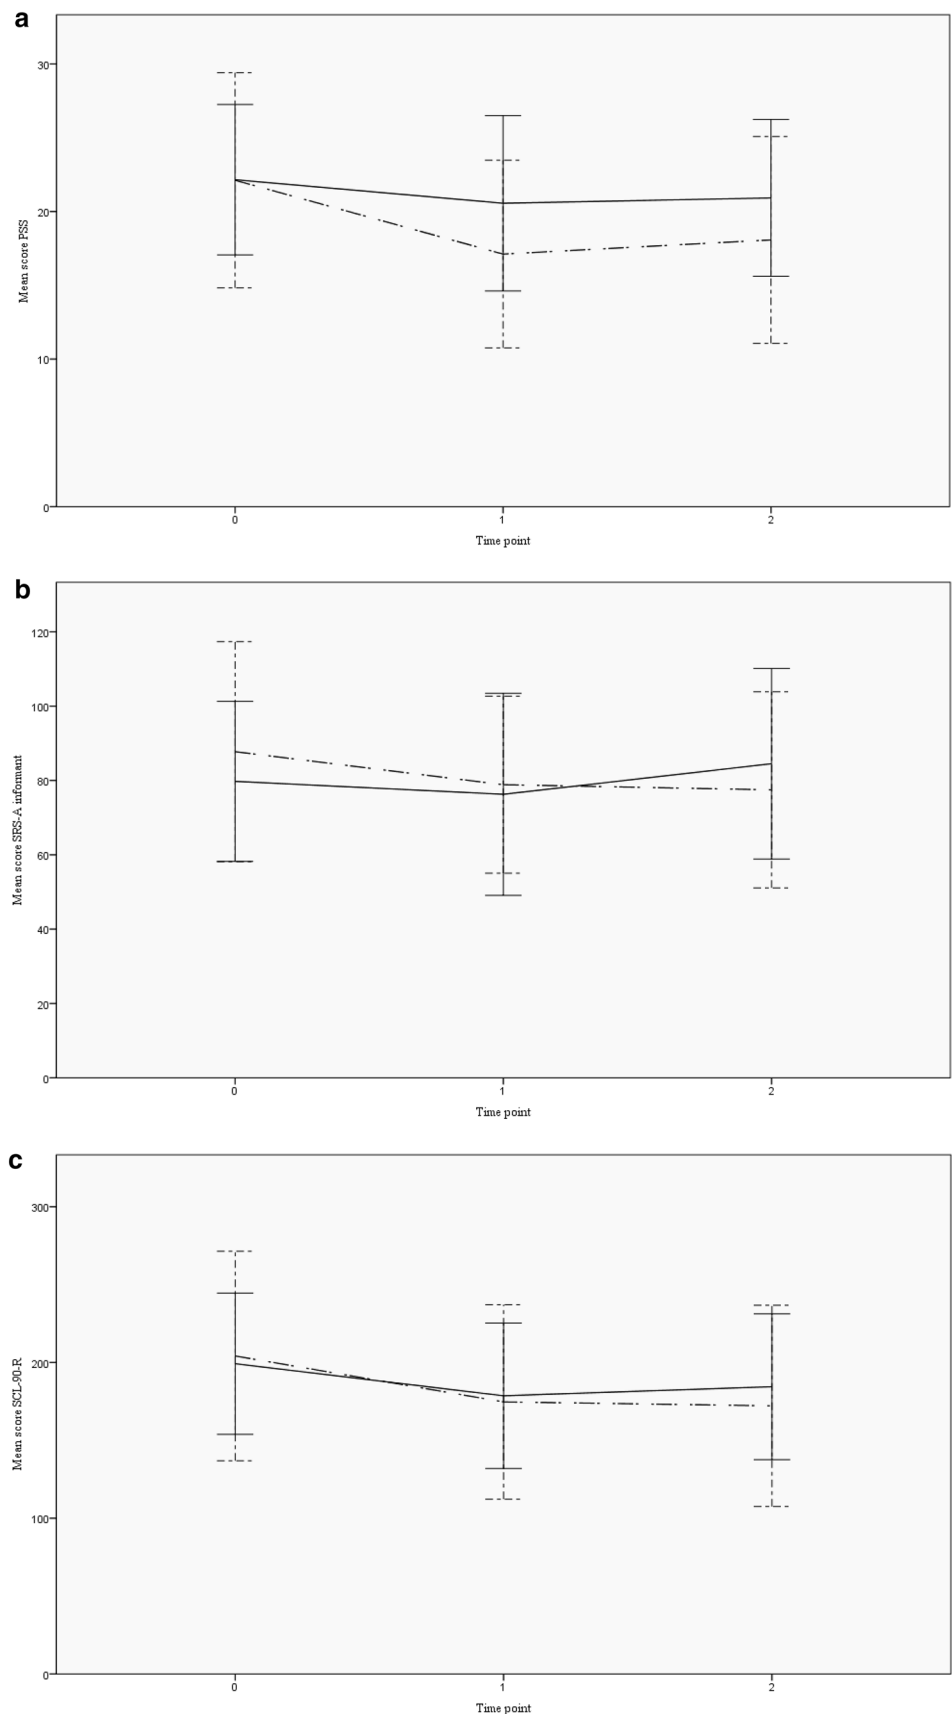 a
30
20
10
0
Mean score PSS
0 1 2
Time point
b
120
100
80
60
40
20
0
Mean score SRS-A informant
0 1 2
Time point
c
300
200
100
0
Mean score SCL-90-R
0 1 2
Time point